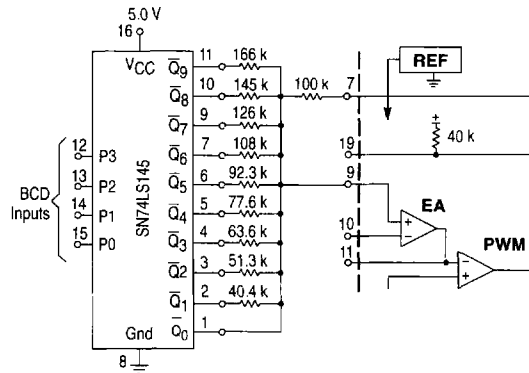 5.0 V
16
VCC
SN74LS145
BCD
Inputs
12 P3
13 P2
14 P1
15 P0
Q9 11 166 k
Q8 10 145 k
Q7 9 126 k
Q6 7 108 k
Q5 6 92.3 k
Q4 5 77.6 k
Q3 4 63.6 k
Q2 3 51.3 k
Q1 2 40.4 k
Q0 1
Gnd
8
100 k
7
REF
+
40 k
19
9
EA
+
−
10
11
PWM
−
+